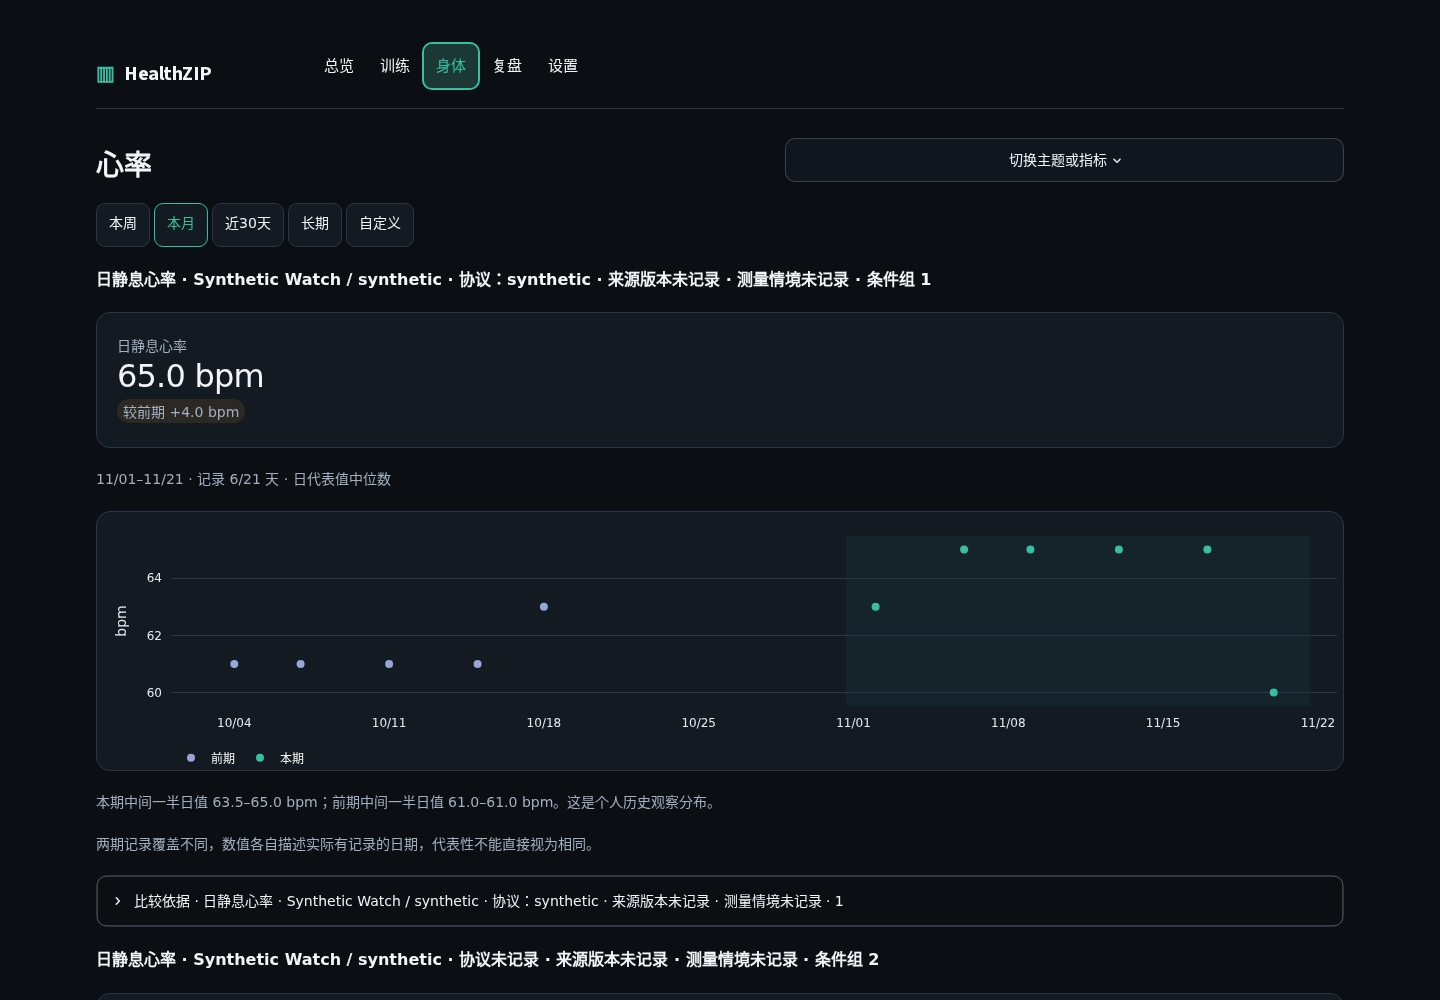 ▥ HealthZIP
总览 训练 身体 复盘 设置
心率
切换主题或指标
本周 本月 近30天 长期 自定义
日静息心率 · Synthetic Watch / synthetic · 协议：synthetic · 来源版本未记录 · 测量情境未记录 · 条件组 1
日静息心率
65.0 bpm
较前期 +4.0 bpm
11/01–11/21 · 记录 6/21 天 · 日代表值中位数
64
62
60
bpm
10/04 10/11 10/18 10/25 11/01 11/08 11/15 11/22
前期 本期
本期中间一半日值 63.5–65.0 bpm；前期中间一半日值 61.0–61.0 bpm。这是个人历史观察分布。
两期记录覆盖不同，数值各自描述实际有记录的日期，代表性不能直接视为相同。
比较依据 · 日静息心率 · Synthetic Watch / synthetic · 协议：synthetic · 来源版本未记录 · 测量情境未记录 · 1
日静息心率 · Synthetic Watch / synthetic · 协议未记录 · 来源版本未记录 · 测量情境未记录 · 条件组 2